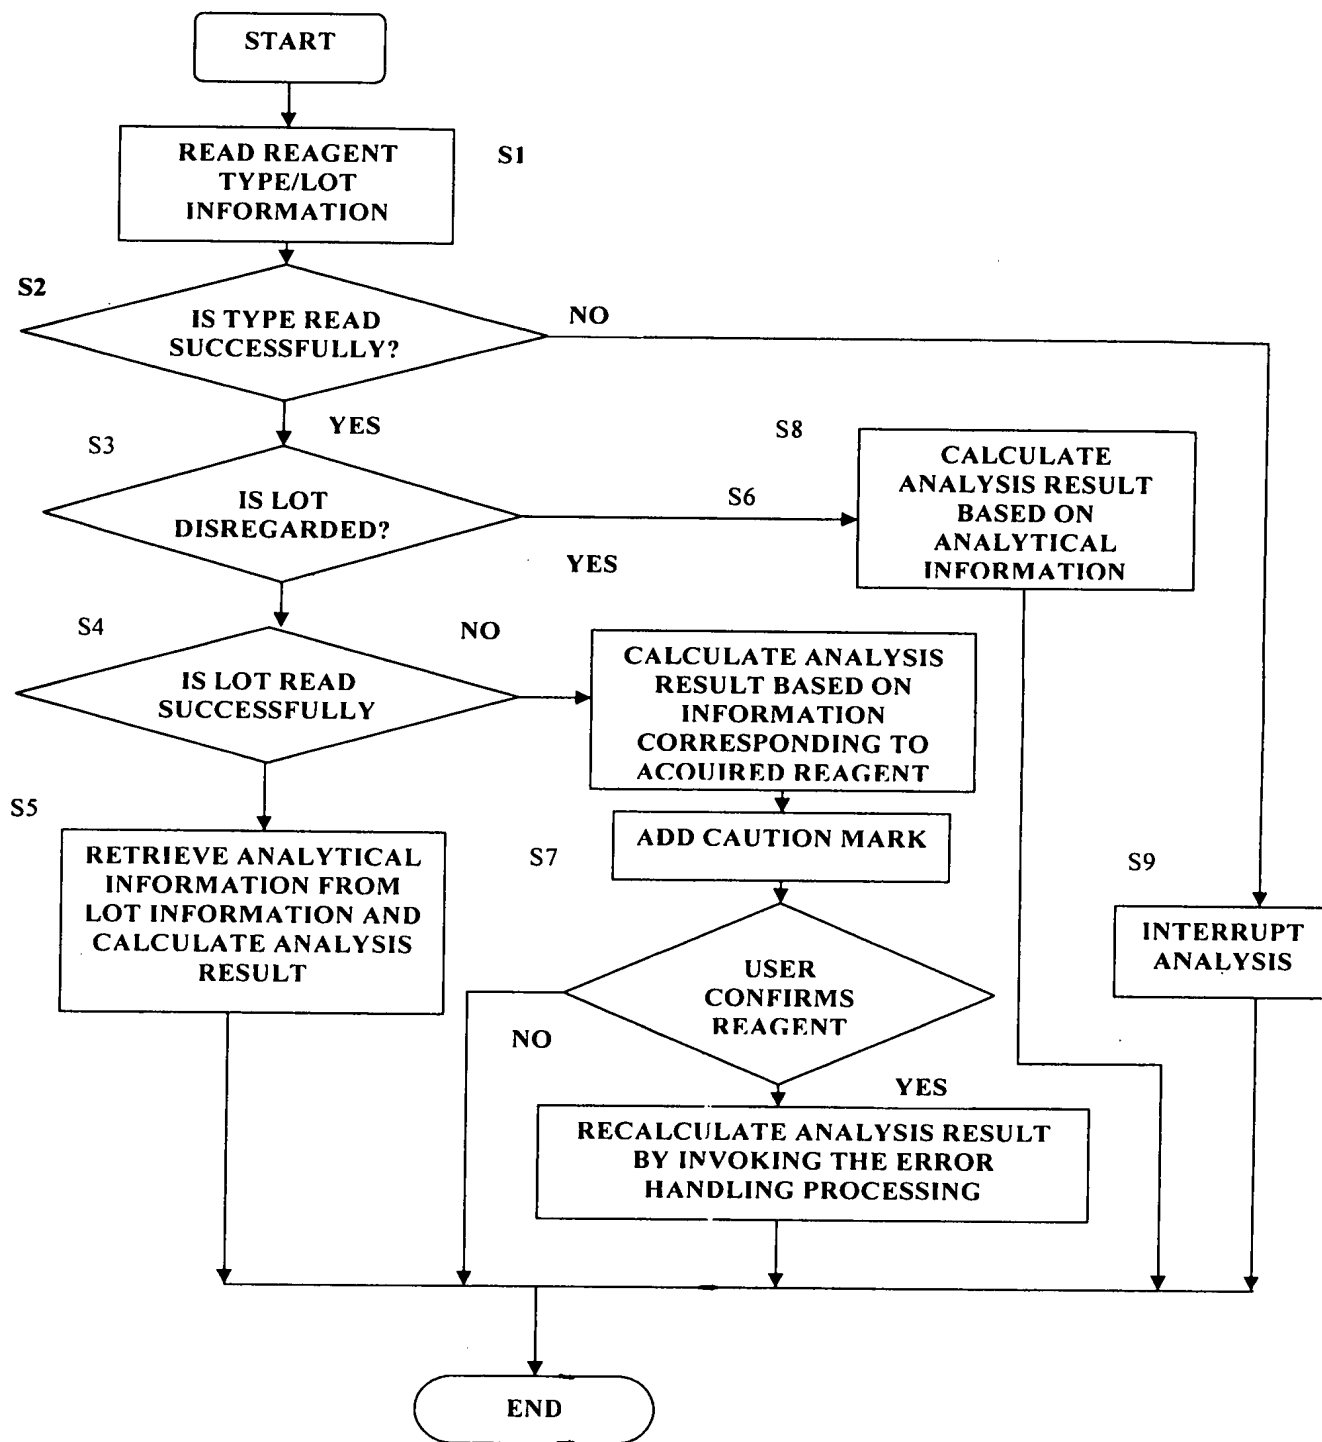 START
READ REAGENT
TYPE/LOT
INFORMATION
S1
S2
IS TYPE READ
SUCCESSFULLY?
NO
YES
S3
IS LOT
DISREGARDED?
S6
YES
S8
CALCULATE
ANALYSIS RESULT
BASED ON
ANALYTICAL
INFORMATION
S4
IS LOT READ
SUCCESSFULLY
NO
CALCULATE ANALYSIS
RESULT BASED ON
INFORMATION
CORRESPONDING TO
ACQUIRED REAGENT
S5
RETRIEVE ANALYTICAL
INFORMATION FROM
LOT INFORMATION AND
CALCULATE ANALYSIS
RESULT
ADD CAUTION MARK
S7
USER
CONFIRMS
REAGENT
NO
YES
S9
INTERRUPT
ANALYSIS
RECALCULATE ANALYSIS RESULT
BY INVOKING THE ERROR
HANDLING PROCESSING
END